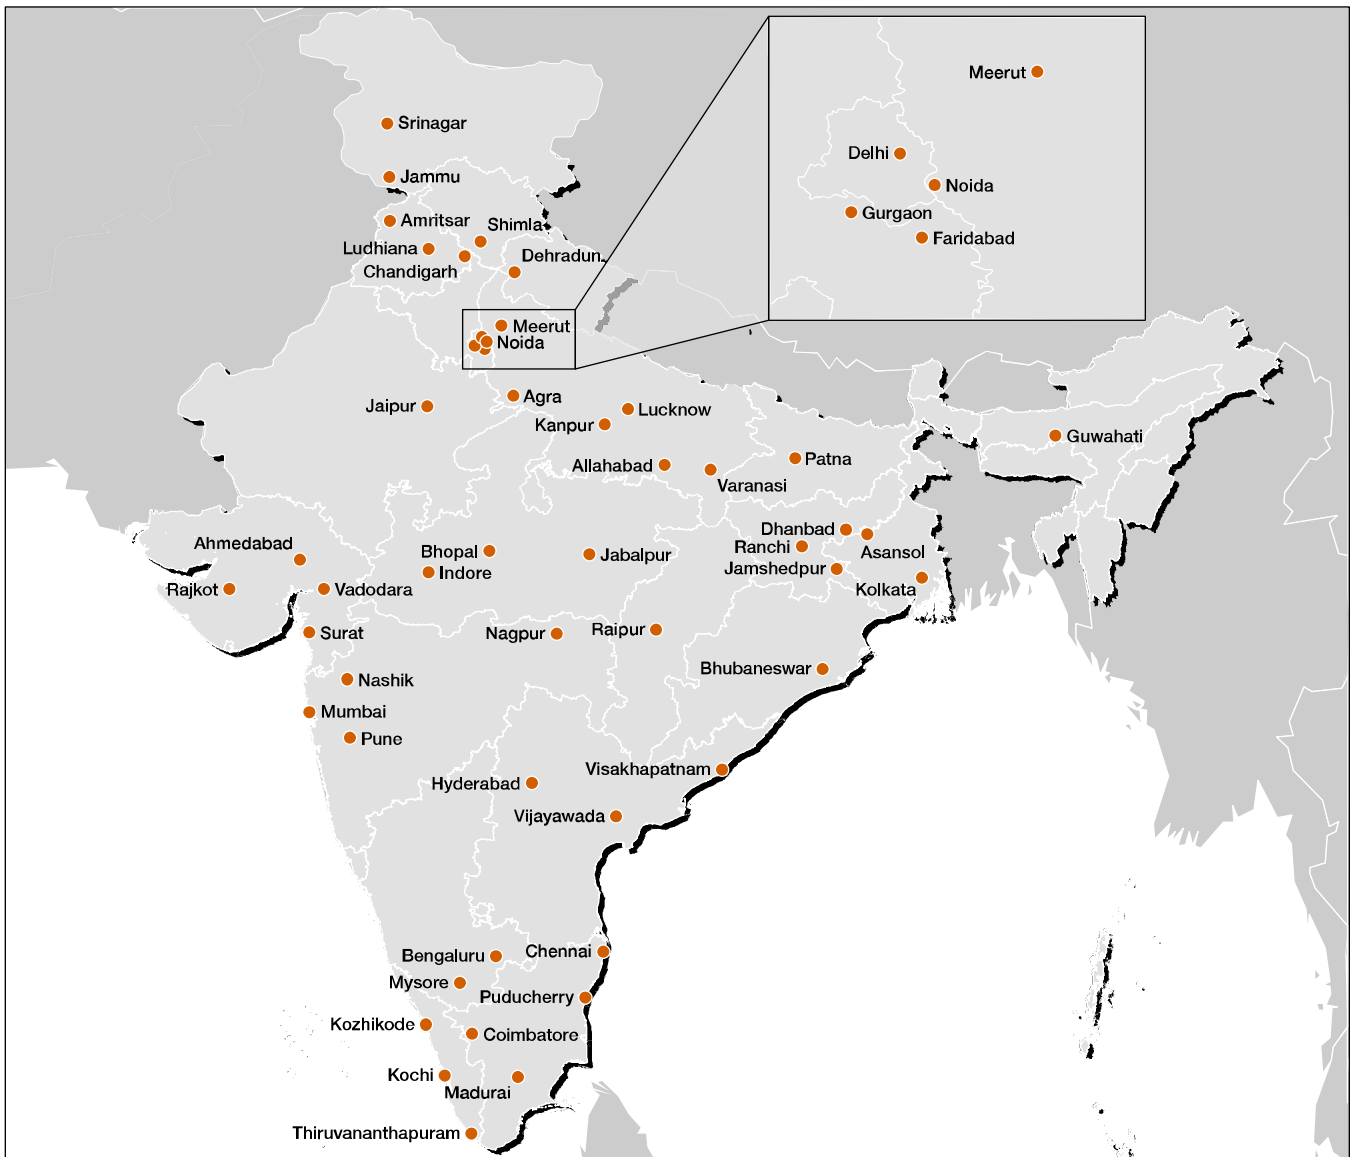 Meerut
Srinagar
Delhi
Jammu
Noida
Gurgaon
Amritsar
Shimla
Faridabad
Ludhiana
Dehradun
Chandigarh
Meerut
Noida
Agra
Jaipur
Lucknow
Kanpur
Guwahati
Patna
Allahabad
Varanasi
Dhanbad
Ahmedabad
Ranchi
Bhopal
Asansol
Jabalpur
Jamshedpur
Indore
Rajkot
Vadodara
Kolkata
Raipur
Surat
Nagpur
Bhubaneswar
Nashik
Mumbai
Pune
Visakhapatnam
Hyderabad
Vijayawada
Chennai
Bengaluru
Mysore
Puducherry
Kozhikode
Coimbatore
Kochi
Madurai
Thiruvananthapuram